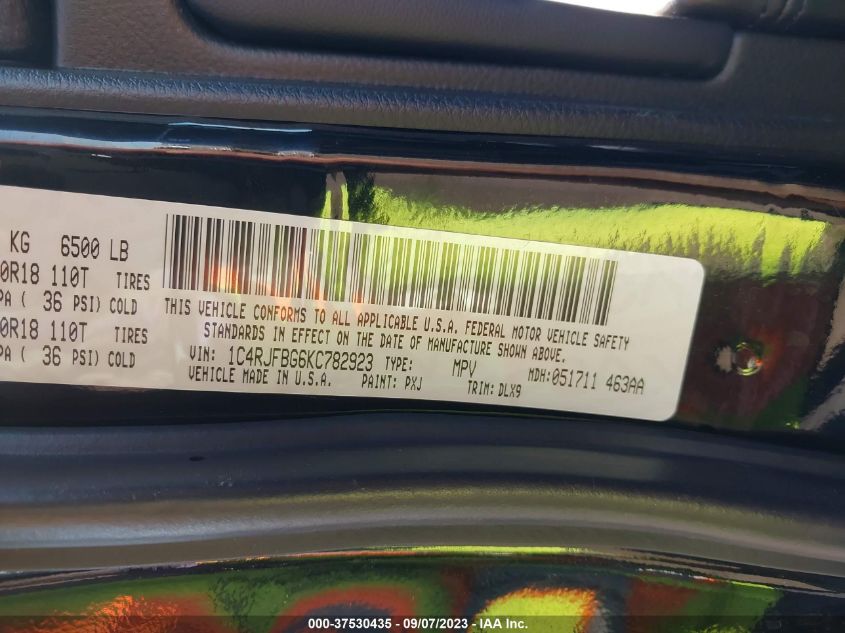 KG 6500 LB
0R18 110T TIRES
PA ( 36 PSI) COLD
0R18 110T TIRES
PA ( 36 PSI) COLD
THIS VEHICLE CONFORMS TO ALL APPLICABLE U.S.A. FEDERAL MOTOR VEHICLE SAFETY
STANDARDS IN EFFECT ON THE DATE OF MANUFACTURE SHOWN ABOVE.
VIN: 1C4RJFBG6KC782923 TYPE: MPV MDH:051711 463AA
VEHICLE MADE IN U.S.A. PAINT: PXJ TRIM: DLX9
000-37530435 - 09/07/2023 - IAA Inc.